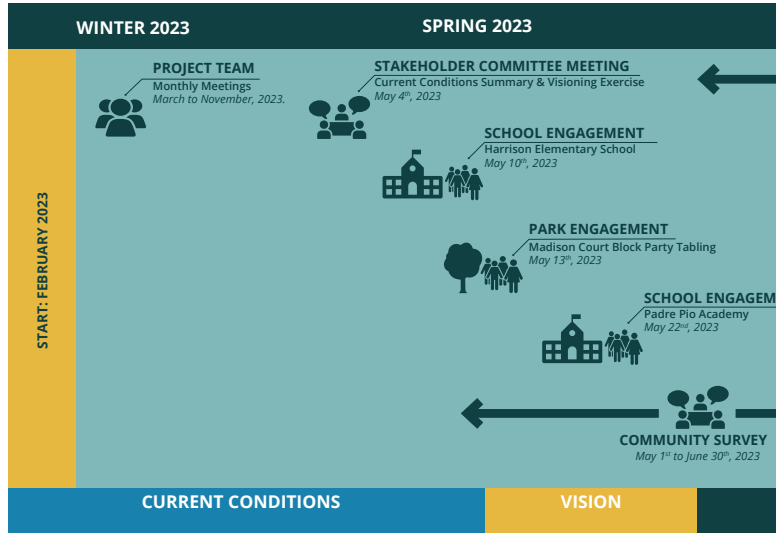 WINTER 2023
SPRING 2023
START: FEBRUARY 2023
PROJECT TEAM
Monthly Meetings
March to November, 2023.
STAKEHOLDER COMMITTEE MEETING
Current Conditions Summary & Visioning Exercise
May 4th, 2023
SCHOOL ENGAGEMENT
Harrison Elementary School
May 10th, 2023
PARK ENGAGEMENT
Madison Court Block Party Tabling
May 13th, 2023
SCHOOL ENGAGEM
Padre Pio Academy
May 22nd, 2023
COMMUNITY SURVEY
May 1st to June 30th, 2023
CURRENT CONDITIONS
VISION